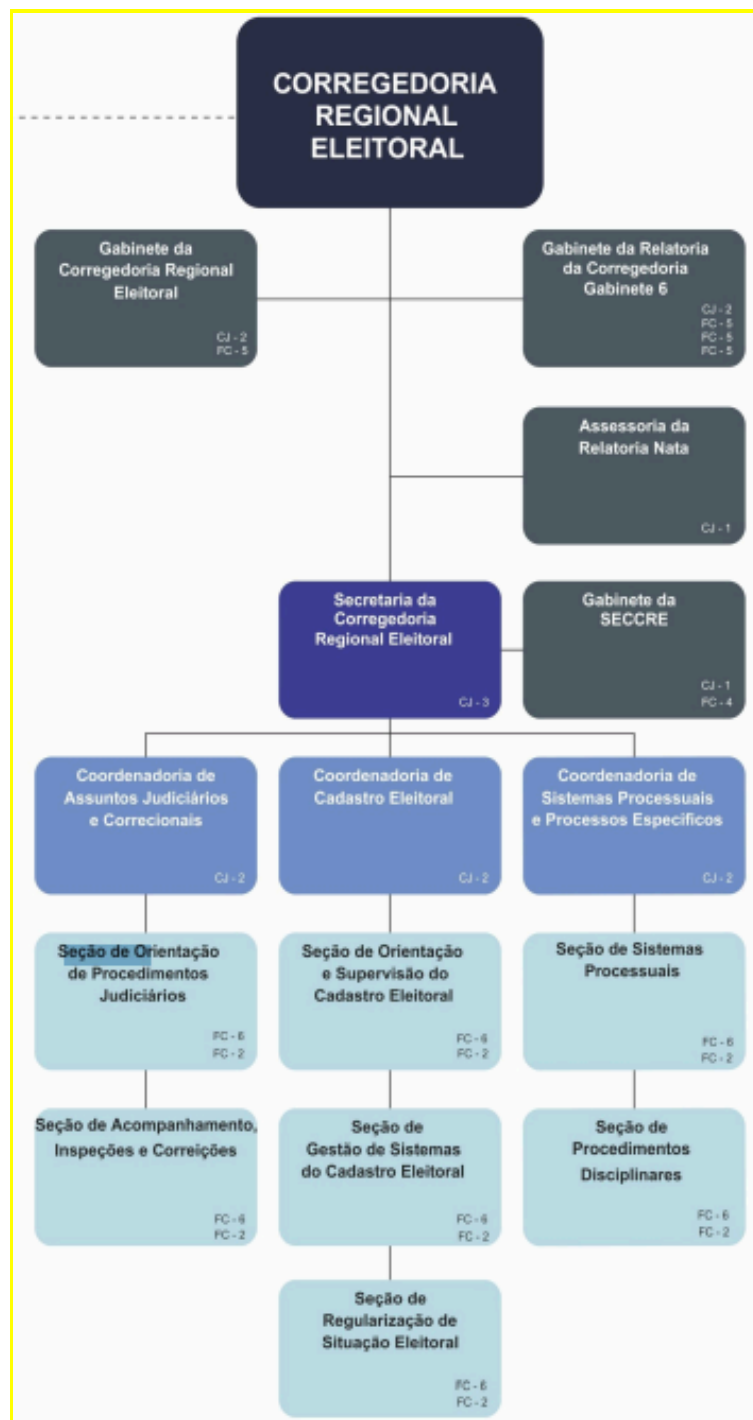 CORREGEDORIA
REGIONAL
ELEITORAL
Gabinete da
Corregedoria Regional
Eleitoral
CJ - 2
FC - 5
Gabinete da Relatoria
da Corregedoria
Gabinete 6
CJ - 2
FC - 5
FC - 5
FC - 5
Assessoria da
Relatoria Nata
CJ - 1
Secretaria da
Corregedoria
Regional Eleitoral
CJ - 3
Gabinete da
SECCRE
CJ - 1
FC - 4
Coordenadoria de
Assuntos Judiciários
e Correcionais
CJ - 2
Coordenadoria de
Cadastro Eleitoral
CJ - 2
Coordenadoria de
Sistemas Processuais
e Processos Específicos
CJ - 2
Seção de Orientação
de Procedimentos
Judiciários
FC - 6
FC - 2
Seção de Orientação
e Supervisão do
Cadastro Eleitoral
FC - 6
FC - 2
Seção de Sistemas
Processuais
FC - 6
FC - 2
Seção de Acompanhamento,
Inspeções e Correições
FC - 6
FC - 2
Seção de
Gestão de Sistemas
do Cadastro Eleitoral
FC - 6
FC - 2
Seção de
Procedimentos
Disciplinares
FC - 6
FC - 2
Seção de
Regularização de
Situação Eleitoral
FC - 6
FC - 2